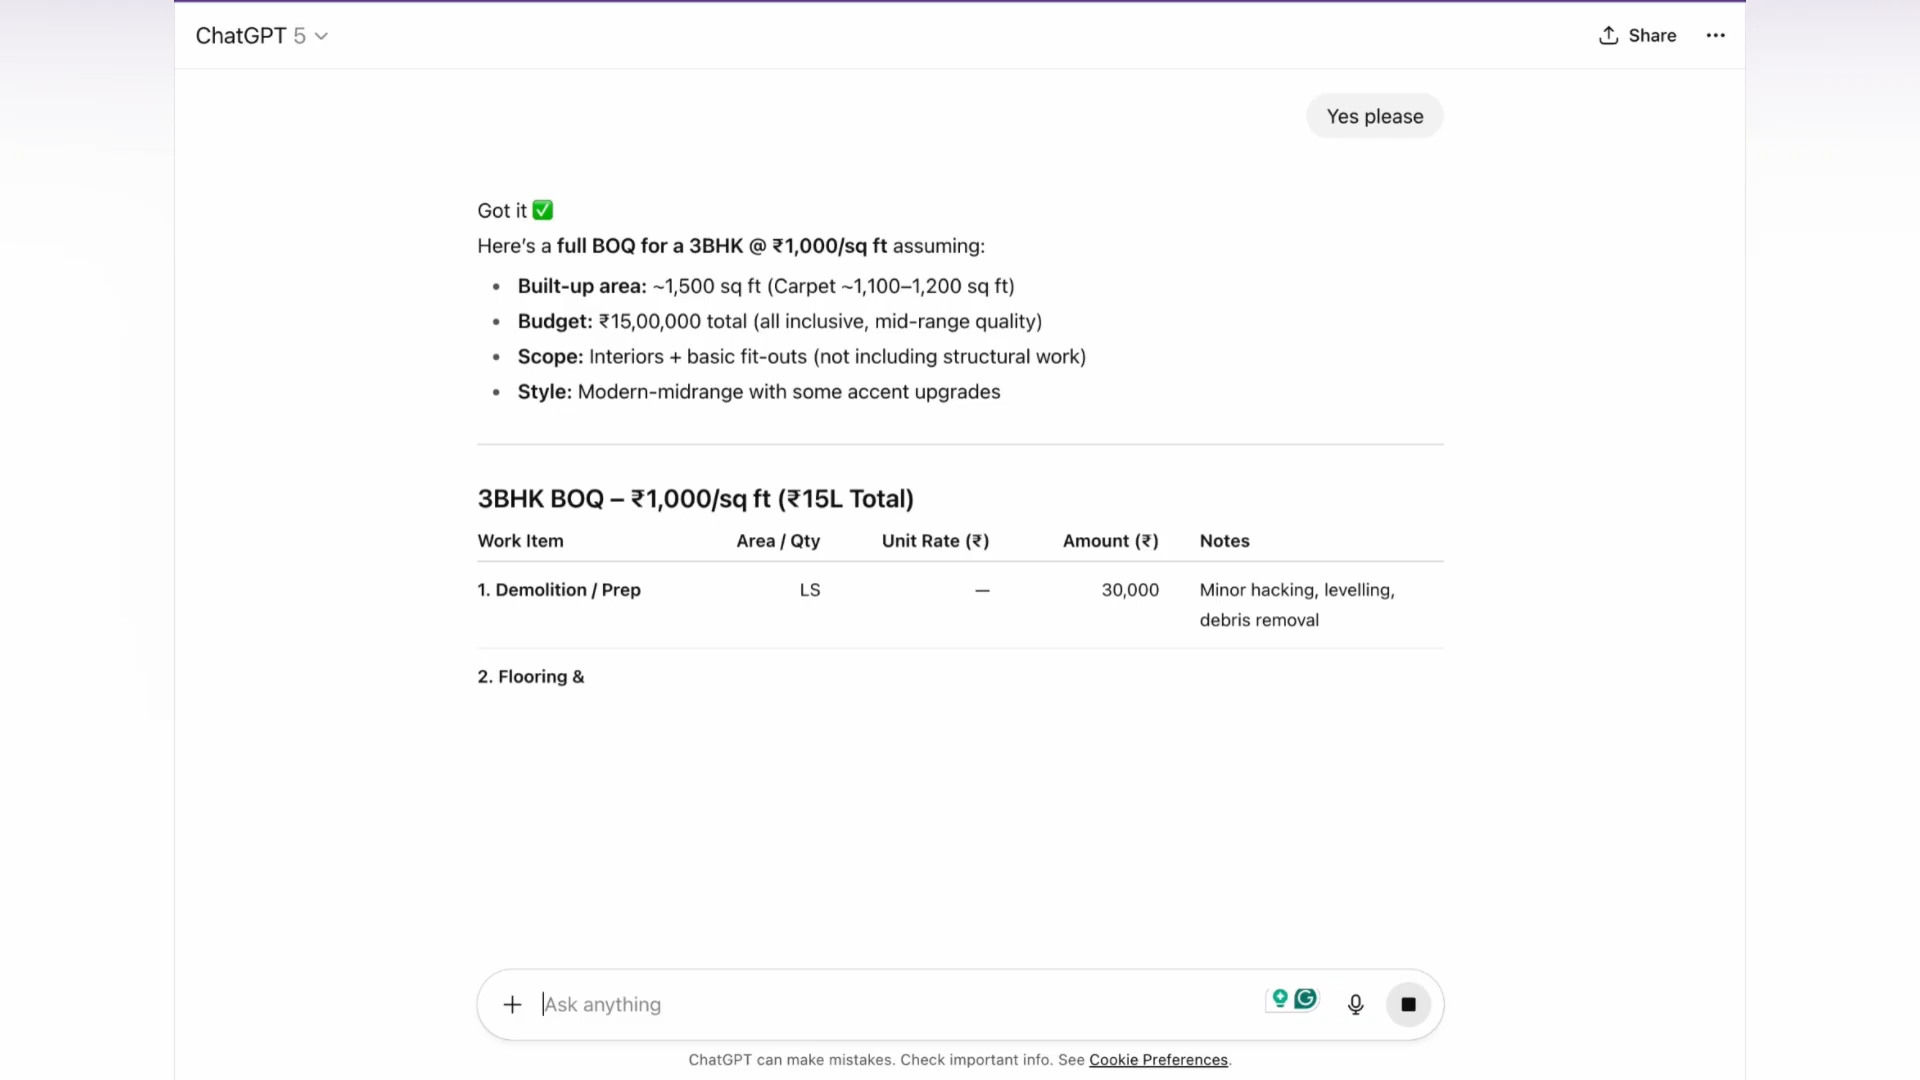 ChatGPT 5
Share
Yes please
Got it ✅
Here’s a full BOQ for a 3BHK @ ₹1,000/sq ft assuming:
• Built-up area: ~1,500 sq ft (Carpet ~1,100–1,200 sq ft)
• Budget: ₹15,00,000 total (all inclusive, mid-range quality)
• Scope: Interiors + basic fit-outs (not including structural work)
• Style: Modern-midrange with some accent upgrades
3BHK BOQ – ₹1,000/sq ft (₹15L Total)
Work Item Area / Qty Unit Rate (₹) Amount (₹) Notes
1. Demolition / Prep LS — 30,000 Minor hacking, levelling,
debris removal
2. Flooring &
Ask anything
ChatGPT can make mistakes. Check important info. See Cookie Preferences.